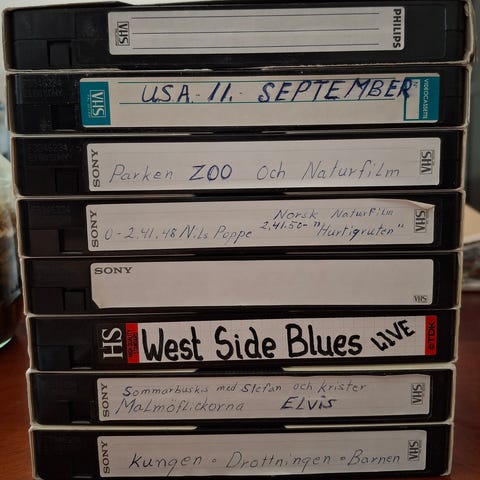 VHS
PHILIPS
VHS
USA. 11. SEPTEMBER
VIDEOCASSETTE
SONY
Parken ZOO och Naturfilm
VHS
SONY
Norsk Naturfilm
0-2,41,48 Nils Poppe 2,41,50- "Hurtigruten"
VHS
SONY
VHS
HS
West Side Blues LIVE
TDK
SONY
Sommarbuskis med Stefan och Krister
Malmöflickorna ELVIS
VHS
SONY
Kungen · Drottningen · Barnen
VHS